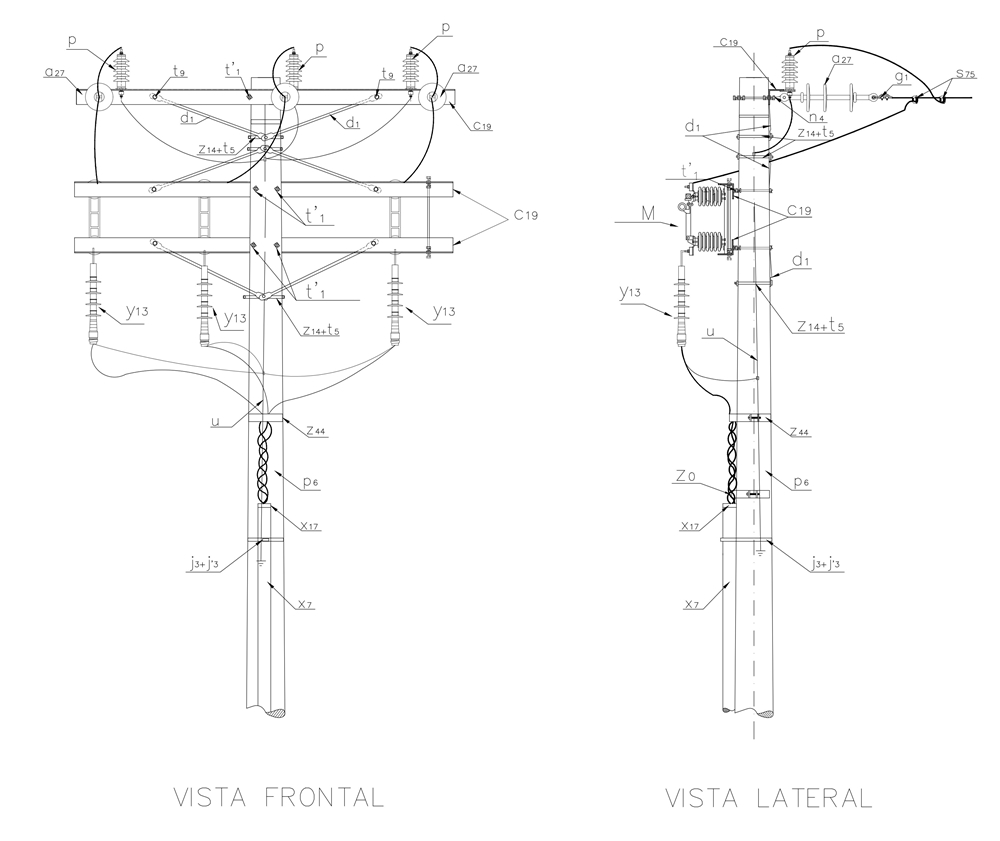 p
p
p
a27
t9
t'1
t9
a27
d1
d1
c19
z14+t5
c19
t'1
t'1
y13
y13
y13
z14+t5
u
z44
p6
x17
j3+j'3
x7
VISTA FRONTAL
p
c19
a27
g1
s75
n4
d1
z14+t5
t'1
M
c19
d1
y13
z14+t5
u
z44
z0
p6
x17
j3+j'3
x7
VISTA LATERAL